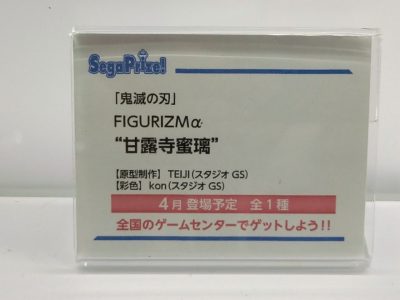 SegaPrize!
「鬼滅の刃」
FIGURIZMα
“甘露寺蜜璃”
【原型制作】 TEIJI(スタジオ GS)
【彩色】 kon(スタジオ GS)
4月 登場予定 全1種
全国のゲームセンターでゲットしよう!!